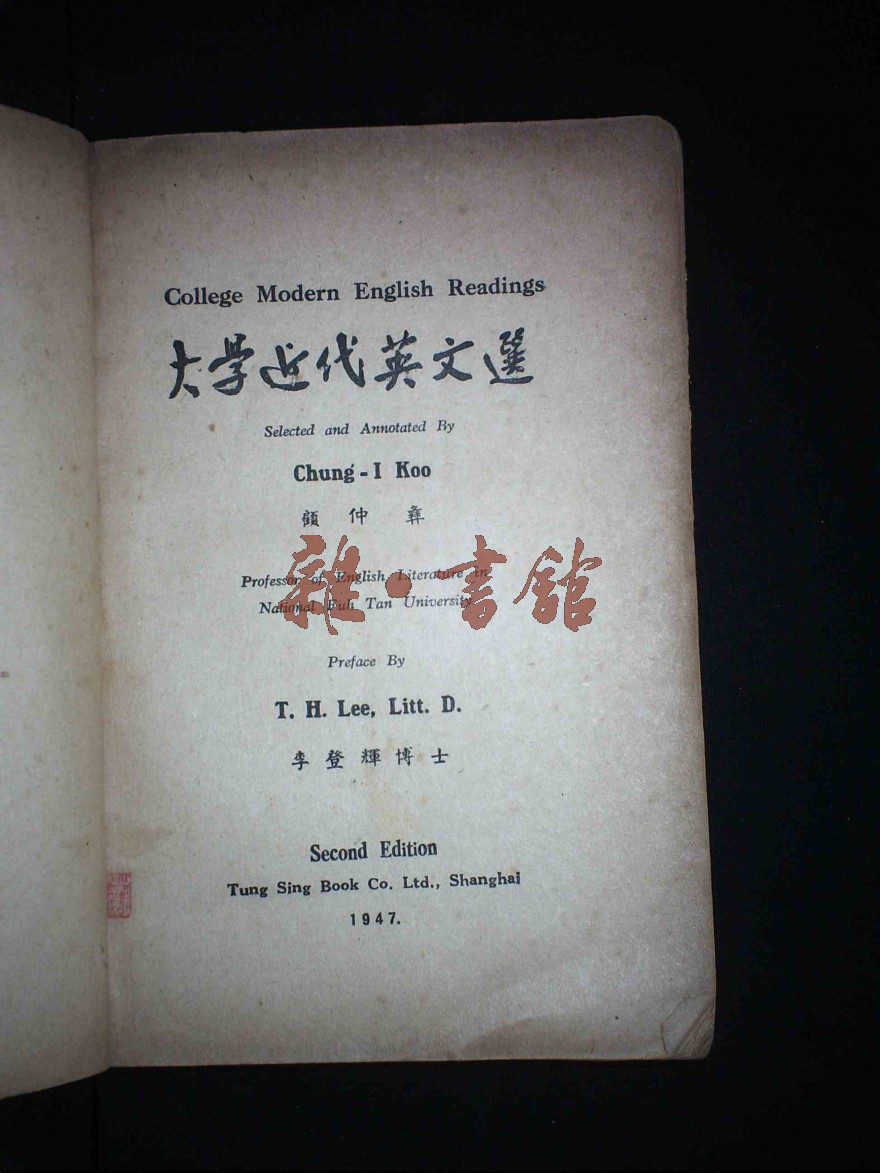 College Modern English Readings
大學近代英文選
Selected and Annotated By
Chung-I Koo
顧仲彝
Professor of English Literature in
National Fuh Tan University
雜·書館
Preface By
T. H. Lee, Litt. D.
李登輝博士
Second Edition
Tung Sing Book Co. Ltd., Shanghai
1947.